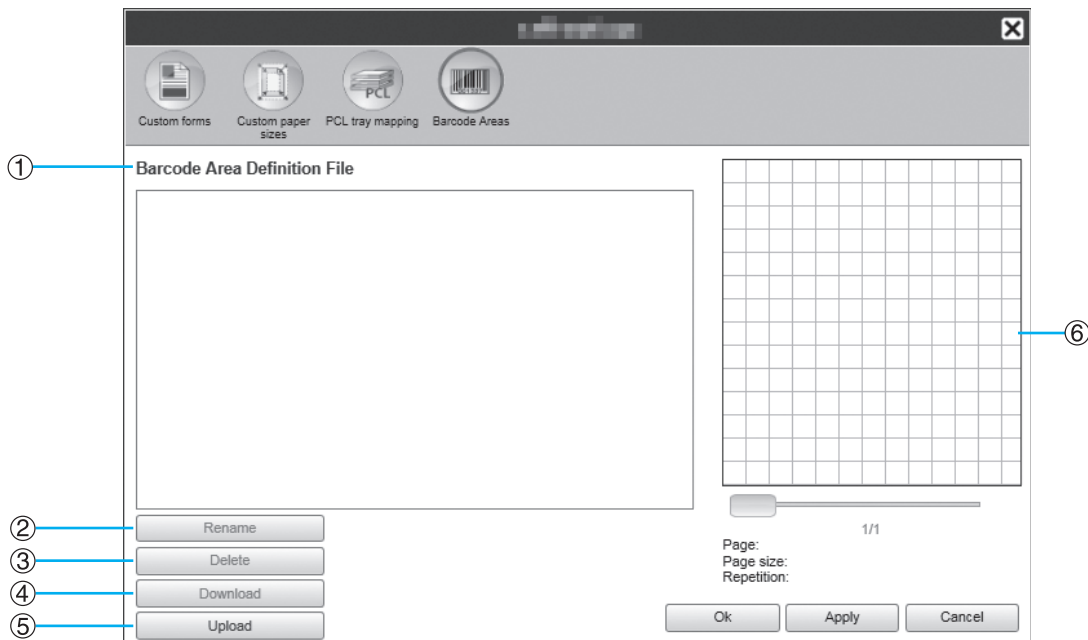 Custom forms
Custom paper
sizes
PCL
PCL tray mapping
Barcode Areas
① Barcode Area Definition File
② Rename
③ Delete
④ Download
⑤ Upload
⑥
1/1
Page:
Page size:
Repetition:
Ok
Apply
Cancel